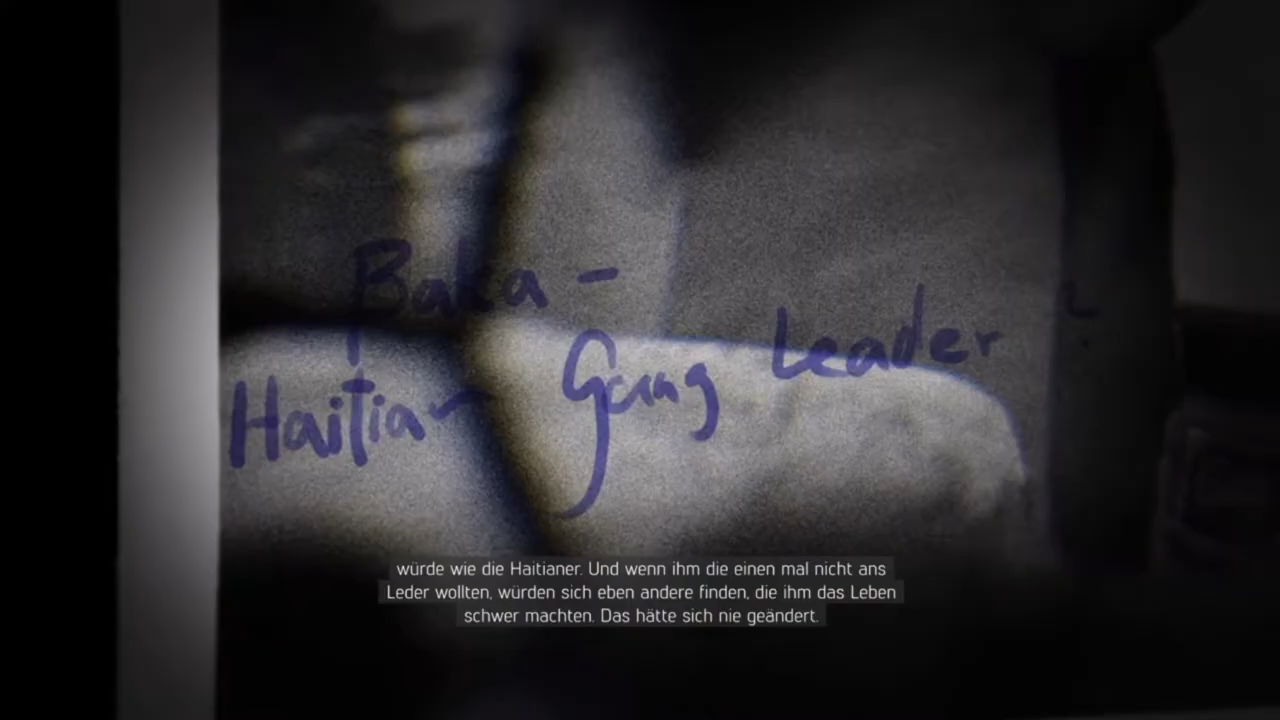 Baka -
Haitian Gang Leader
würde wie die Haitianer. Und wenn ihm die einen mal nicht ans
Leder wollten, würden sich eben andere finden, die ihm das Leben
schwer machten. Das hätte sich nie geändert.